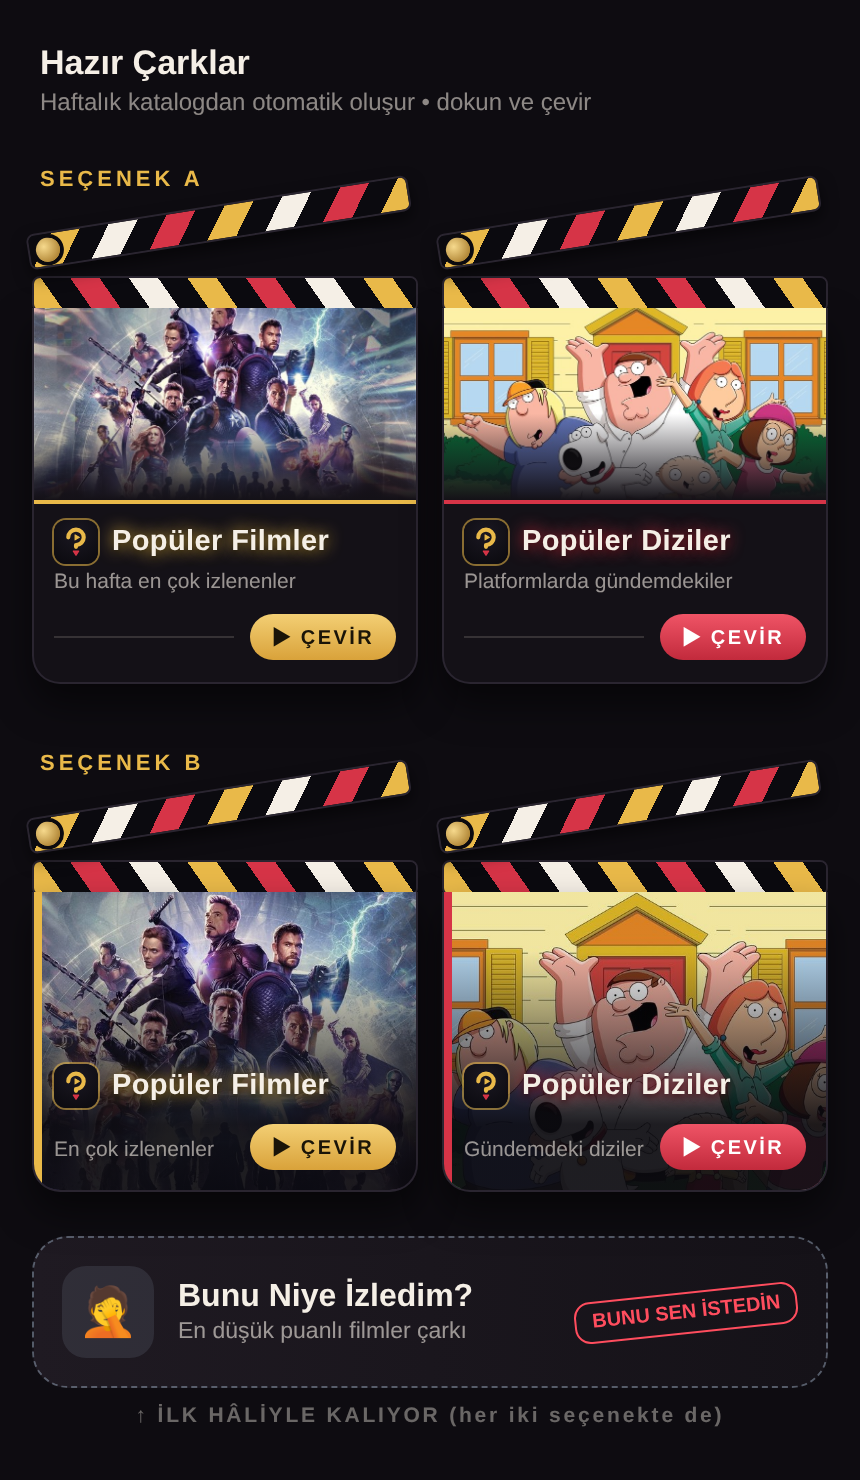 Hazır Çarklar
Haftalık katalogdan otomatik oluşur • dokun ve çevir
SEÇENEK A
Popüler Filmler
Bu hafta en çok izlenenler
ÇEVİR
Popüler Diziler
Platformlarda gündemdekiler
ÇEVİR
SEÇENEK B
Popüler Filmler
En çok izlenenler
ÇEVİR
Popüler Diziler
Gündemdeki diziler
ÇEVİR
Bunu Niye İzledim?
En düşük puanlı filmler çarkı
BUNU SEN İSTEDİN
↑ İLK HÂLİYLE KALIYOR (her iki seçenekte de)